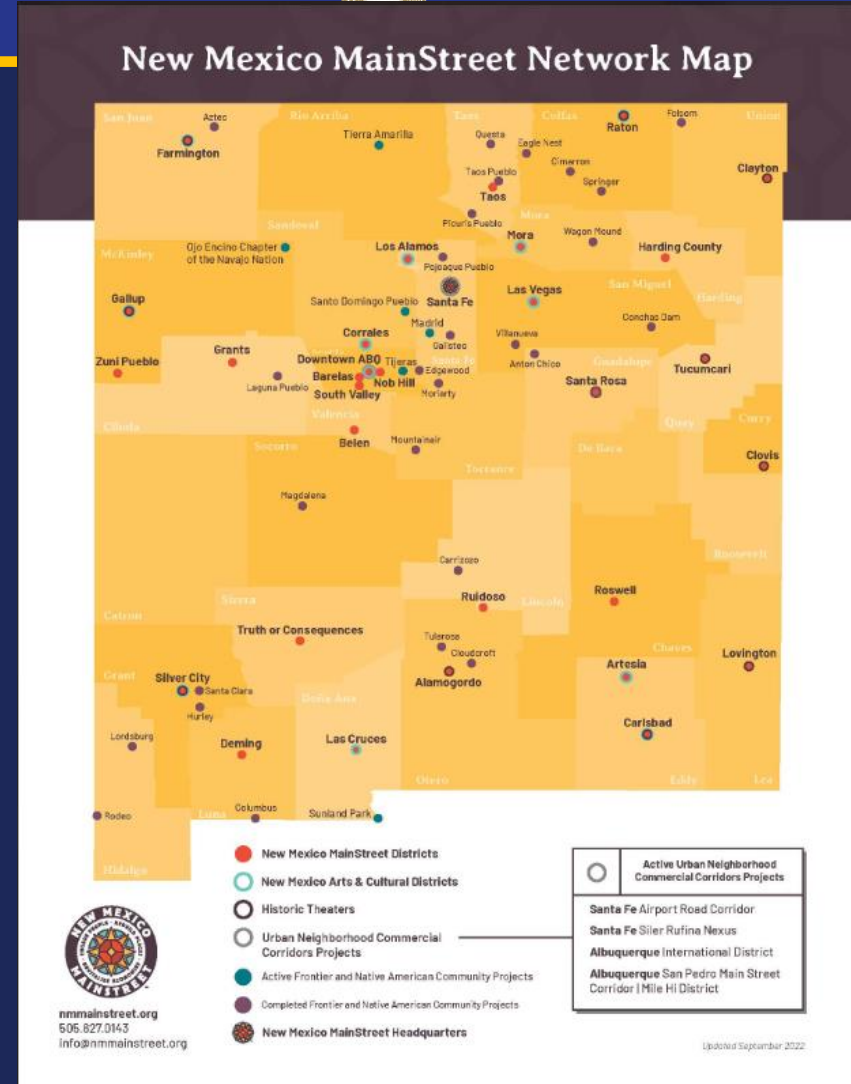 New Mexico MainStreet Network Map
San Juan
Aztec
Rio Arriba
Taos
Colfax
Raton
Folsom
Union
Farmington
Tierra Amarilla
Questa
Eagle Nest
Cimarron
Clayton
Taos Pueblo
Springer
Taos
Picuris Pueblo
Mora
Sandoval
Mora
Wagon Mound
McKinley
Ojo Encino Chapter
of the Navajo Nation
Los Alamos
Harding County
Pojoaque Pueblo
Gallup
Santo Domingo Pueblo
Santa Fe
Las Vegas
San Miguel
Harding
Madrid
Conchas Dam
Corrales
Galisteo
Villanueva
Zuni Pueblo
Grants
Downtown ABQ
Tijeras
Santa Fe
Anton Chico
Guadalupe
Tucumcari
Laguna Pueblo
Barelas
Nob Hill
Edgewood
Santa Rosa
South Valley
Moriarty
Cibola
Valencia
Quay
Curry
Belen
Mountainair
Socorro
Torrance
De Baca
Clovis
Magdalena
Roosevelt
Carrizozo
Catron
Sierra
Ruidoso
Lincoln
Roswell
Truth or Consequences
Tularosa
Cloudcroft
Chaves
Lovington
Grant
Silver City
Santa Clara
Alamogordo
Artesia
Hurley
Doña Ana
Lordsburg
Deming
Las Cruces
Carlsbad
Otero
Eddy
Lea
Rodeo
Luna
Columbus
Sunland Park
Hidalgo
New Mexico MainStreet Districts
New Mexico Arts & Cultural Districts
Historic Theaters
Urban Neighborhood Commercial
Corridors Projects
Active Frontier and Native American Community Projects
Completed Frontier and Native American Community Projects
New Mexico MainStreet Headquarters
Active Urban Neighborhood
Commercial Corridors Projects
Santa Fe Airport Road Corridor
Santa Fe Siler Rufina Nexus
Albuquerque International District
Albuquerque San Pedro Main Street
Corridor | Mile Hi District
NEW MEXICO
MAINSTREET
nmmainstreet.org
505.827.0143
info@nmmainstreet.org
Updated September 2022